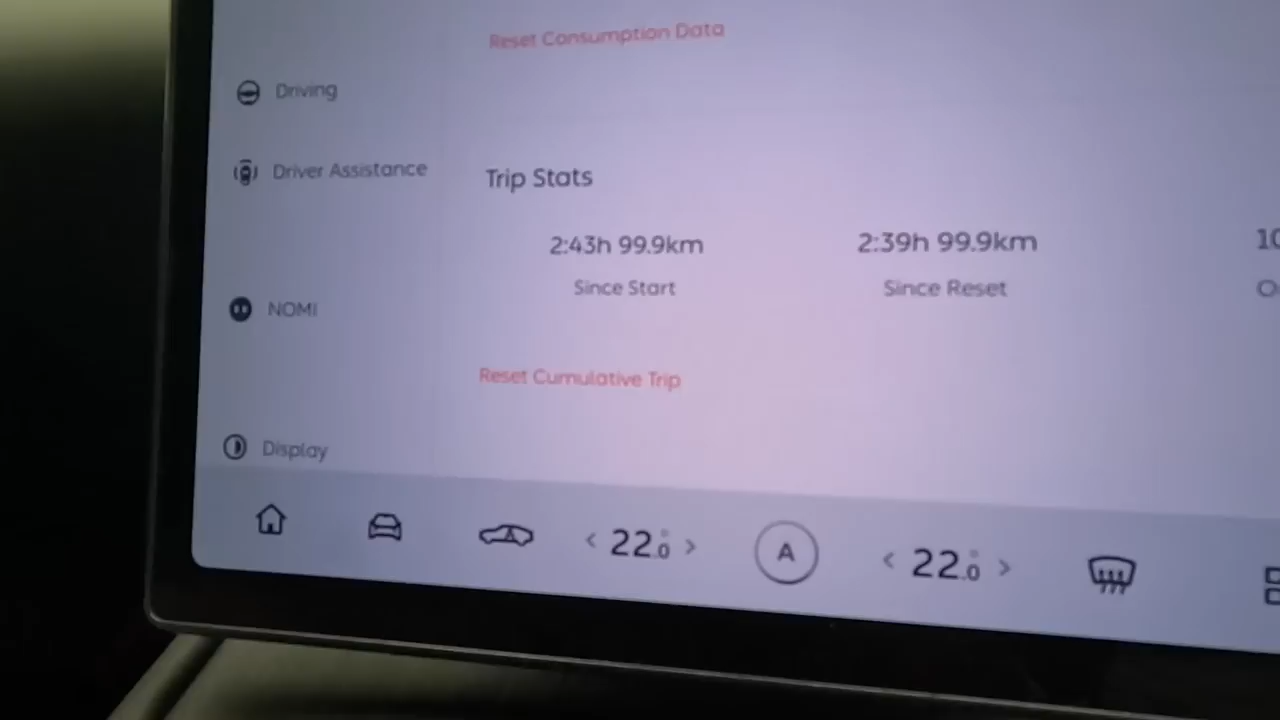 Reset Consumption Data
Driving
Driver Assistance
Trip Stats
2:43h 99.9km
2:39h 99.9km
10
Since Start
Since Reset
O
NOMI
Reset Cumulative Trip
Display
< 22.0° >
A
< 22.0° >